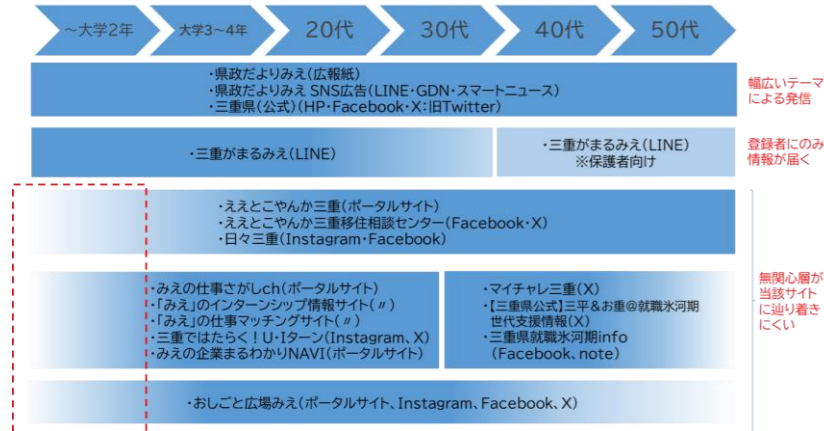 ～大学2年
大学3～4年
20代
30代
40代
50代
・県政だよりみえ(広報紙)
・県政だよりみえ SNS広告(LINE・GDN・スマートニュース)
・三重県(公式)(HP・Facebook・X:旧Twitter)
幅広いテーマ
による発信
・三重がまるみえ(LINE)
・三重がまるみえ(LINE)
※保護者向け
登録者にのみ
情報が届く
・ええとこやんか三重(ポータルサイト)
・ええとこやんか三重移住相談センター(Facebook・X)
・日々三重(Instagram・Facebook)
・みえの仕事さがしch(ポータルサイト)
・「みえ」のインターンシップ情報サイト(〃)
・「みえ」の仕事マッチングサイト(〃)
・三重ではたらく！U・Iターン(Instagram、X)
・みえの企業まるわかりNAVI(ポータルサイト)
・マイチャレ三重(X)
・【三重県公式】三平&お重@就職氷河期
世代支援情報(X)
・三重県就職氷河期info
(Facebook、note)
無関心層が
当該サイト
に辿り着き
にくい
・おしごと広場みえ(ポータルサイト、Instagram、Facebook、X)